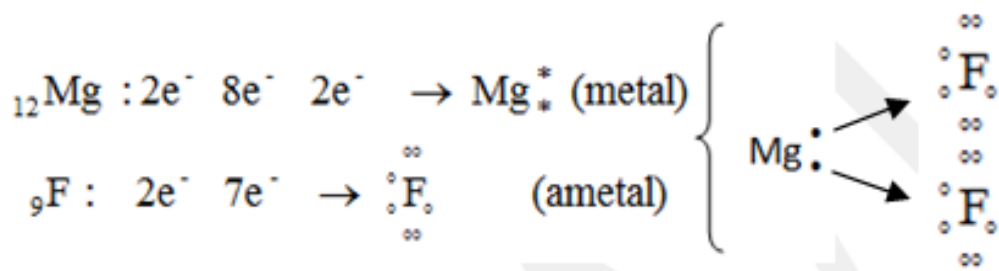 ₁₂Mg : 2e⁻ 8e⁻ 2e⁻ → Mg** (metal)
₉F : 2e⁻ 7e⁻ → F (ametal)
Mg:
F
F